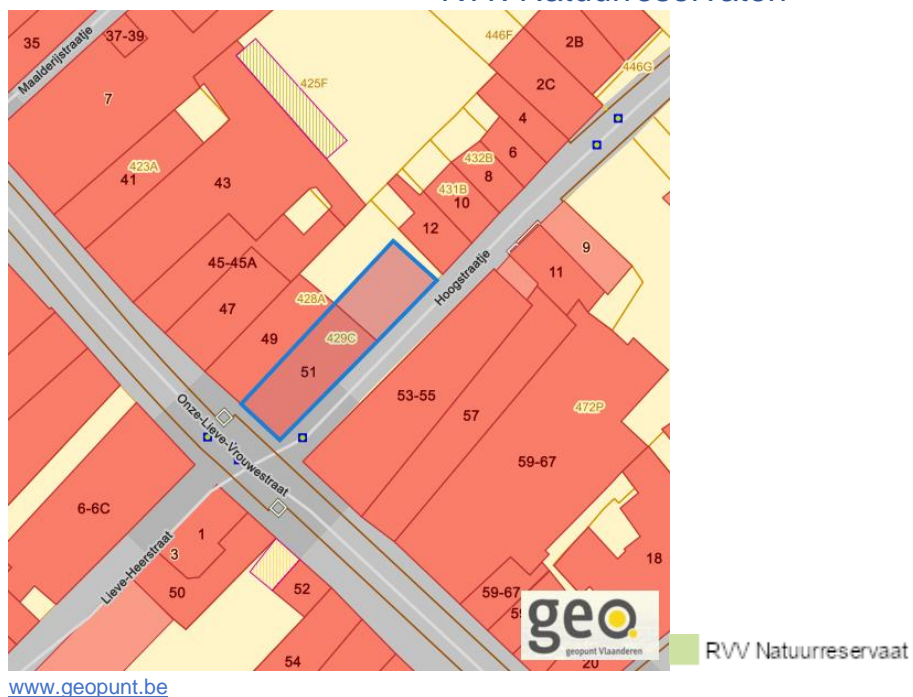 RVV Natuurreservaten
35
37-39
Maalderijstraatje
7
425F
446F
2B
2C
446G
4
6
432B
8
423A
41
43
431B
10
12
9
11
Hoogstraatje
45-45A
47
428A
49
429C
51
53-55
57
472P
59-67
Onze-Lieve-Vrouwestraat
6-6C
1
3
Lieve-Heerstraat
50
52
54
59-67
18
20
geo
geopunt Vlaanderen
RVV Natuurreservaat
www.geopunt.be